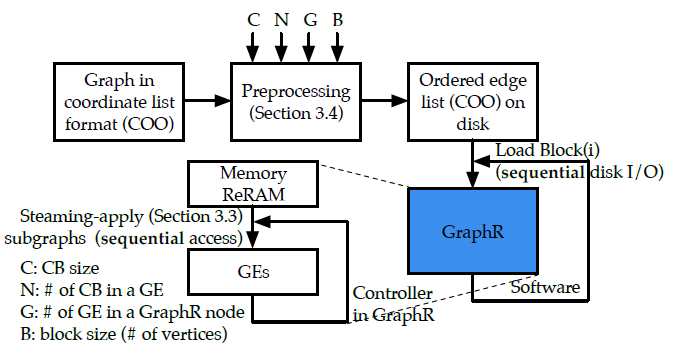 C N G B
Graph in
coordinate list
format (COO)
Preprocessing
(Section 3.4)
Ordered edge
list (COO) on
disk
Load Block(i)
(sequential disk I/O)
Memory
ReRAM
GraphR
Steaming-apply (Section 3.3)
subgraphs (sequential access)
GEs
Software
Controller
in GraphR
C: CB size
N: # of CB in a GE
G: # of GE in a GraphR node
B: block size (# of vertices)